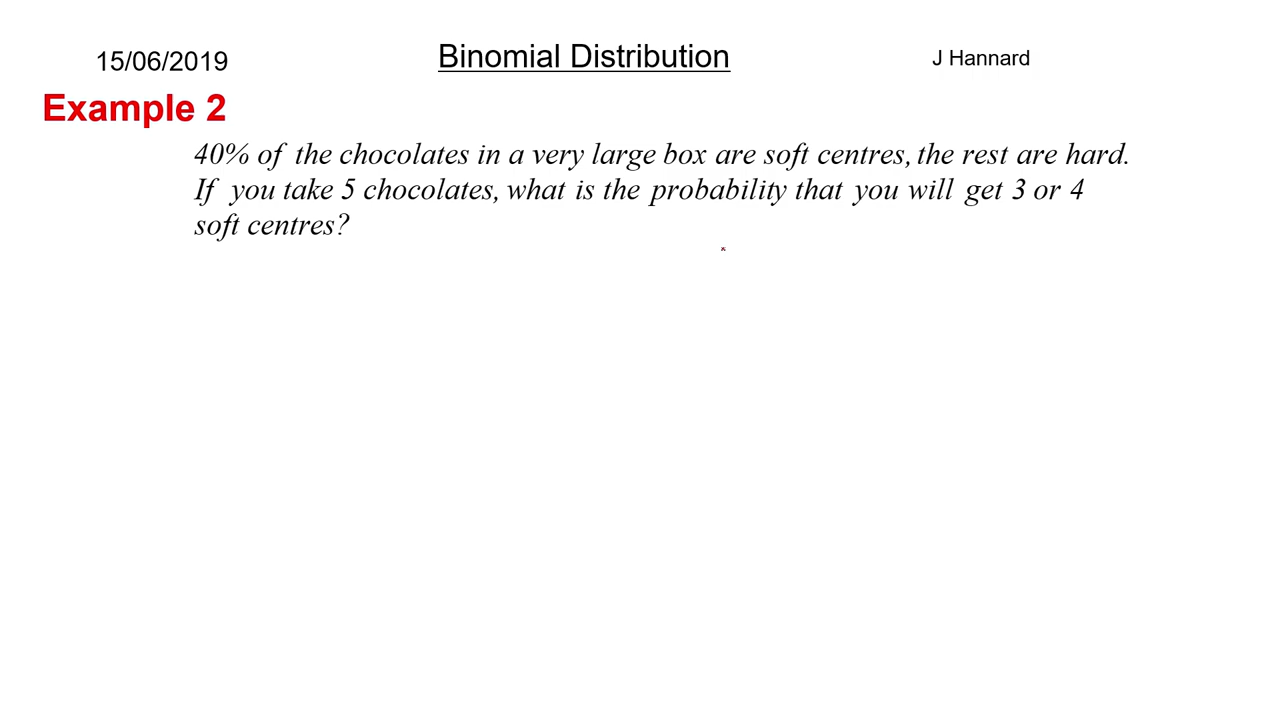 15/06/2019 Binomial Distribution J Hannard
Example 2
40% of the chocolates in a very large box are soft centres, the rest are hard.
If you take 5 chocolates, what is the probability that you will get 3 or 4
soft centres?